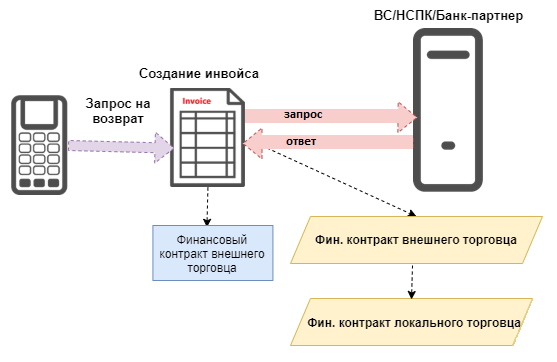 ВС/НСПК/Банк-партнер
Создание инвойса
Запрос на
возврат
Invoice
запрос
ответ
Финансовый
контракт внешнего
торговца
Фин. контракт внешнего торговца
Фин. контракт локального торговца